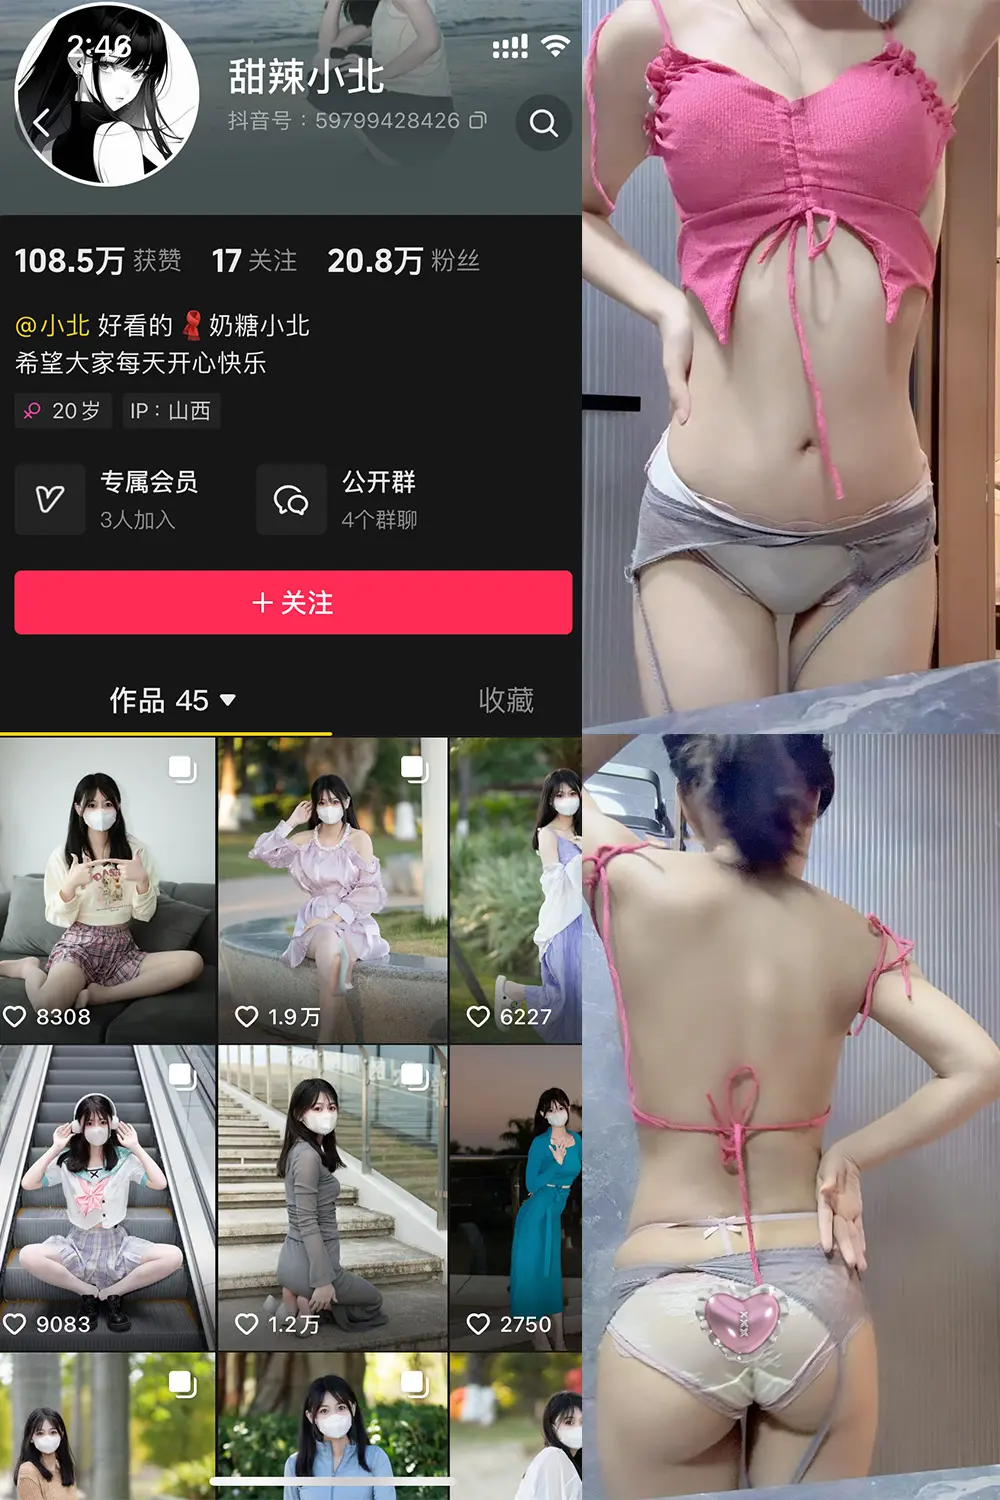 2:46
甜辣小北
抖音号：59799428426
108.5万 获赞 17 关注 20.8万 粉丝
@小北 好看的🧣奶糖小北
希望大家每天开心快乐
20岁 IP：山西
专属会员
3人加入
公开群
4个群聊
+ 关注
作品 45 收藏
8308 1.9万 6227
9083 1.2万 2750